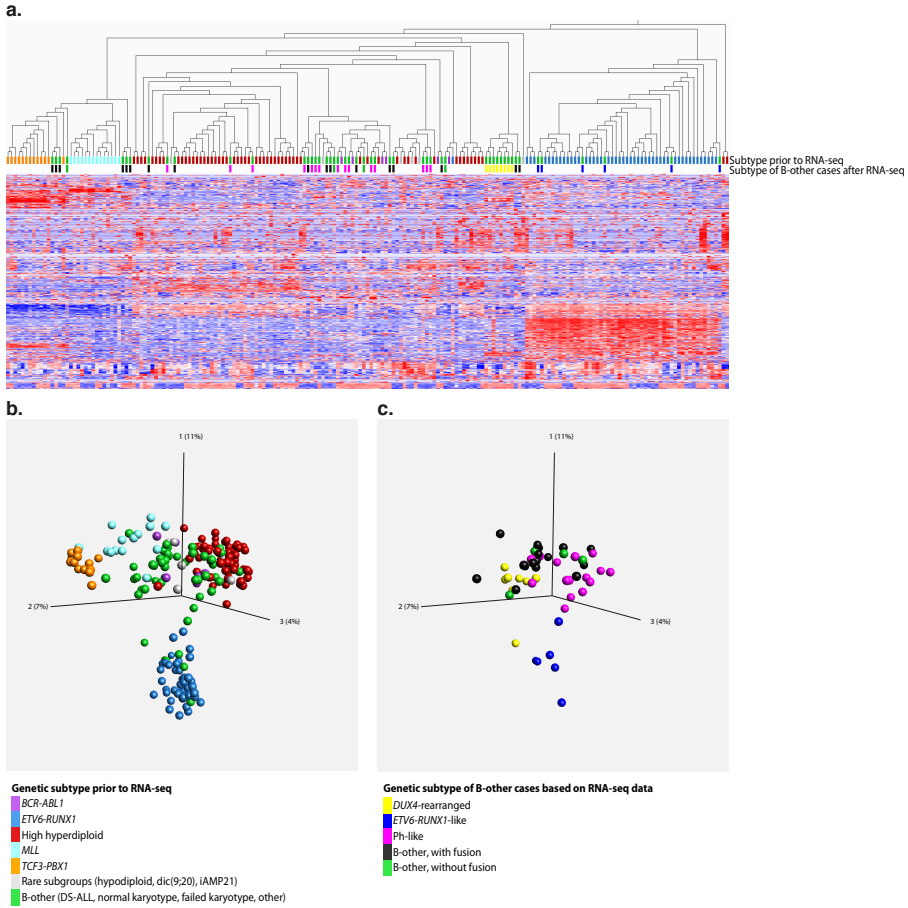 a.
Subtype prior to RNA-seq
Subtype of B-other cases after RNA-seq
b.
1 (11%)
2 (7%)
3 (4%)
c.
1 (11%)
2 (7%)
3 (4%)
Genetic subtype prior to RNA-seq
BCR-ABL1
ETV6-RUNX1
High hyperdiploid
MLL
TCF3-PBX1
Rare subgroups (hypodiploid, dic(9;20), iAMP21)
B-other (DS-ALL, normal karyotype, failed karyotype, other)
Genetic subtype of B-other cases based on RNA-seq data
DUX4-rearranged
ETV6-RUNX1-like
Ph-like
B-other, with fusion
B-other, without fusion